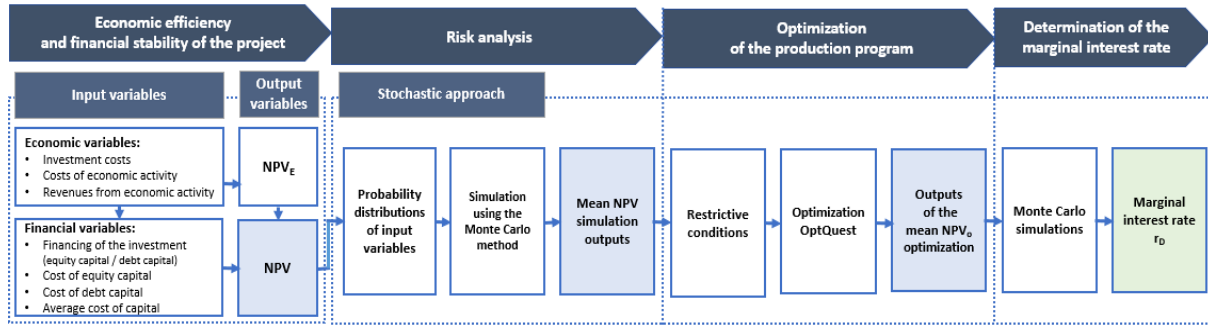 Economic efficiency
and financial stability of the project
Risk analysis
Optimization
of the production program
Determination of the
marginal interest rate
Input variables
Output
variables
Stochastic approach
Economic variables:
• Investment costs
• Costs of economic activity
• Revenues from economic activity
NPVE
Financial variables:
• Financing of the investment
(equity capital / debt capital)
• Cost of equity capital
• Cost of debt capital
• Average cost of capital
NPV
Probability
distributions
of input
variables
Simulation
using the
Monte Carlo
method
Mean NPV
simulation
outputs
Restrictive
conditions
Optimization
OptQuest
Outputs
of the
mean NPVo
optimization
Monte Carlo
simulations
Marginal
interest rate
rD